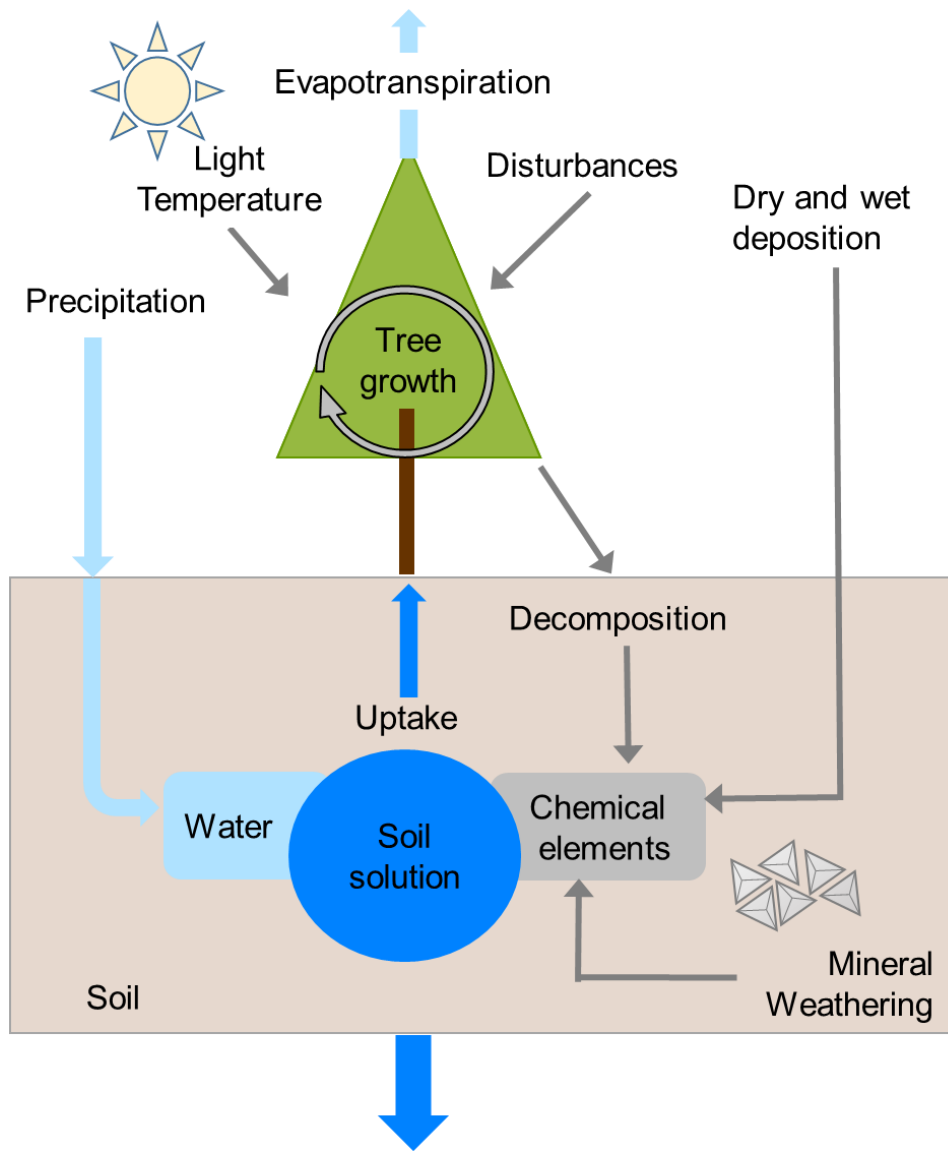 Evapotranspiration
Light
Temperature
Disturbances
Dry and wet
deposition
Precipitation
Tree
growth
Decomposition
Uptake
Water
Soil
solution
Chemical
elements
Mineral
Weathering
Soil